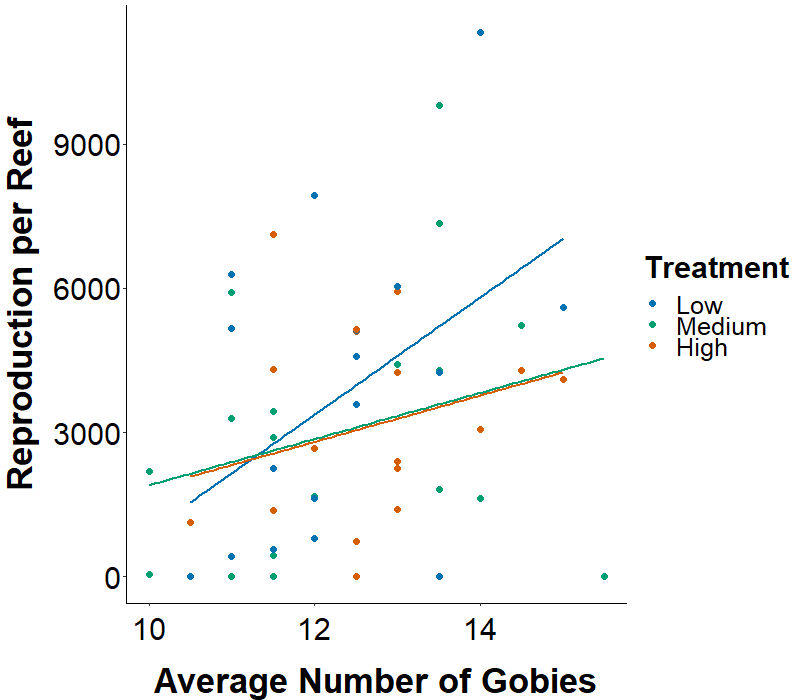 Reproduction per Reef
9000
6000
3000
0
10 12 14
Average Number of Gobies
Treatment
Low
Medium
High